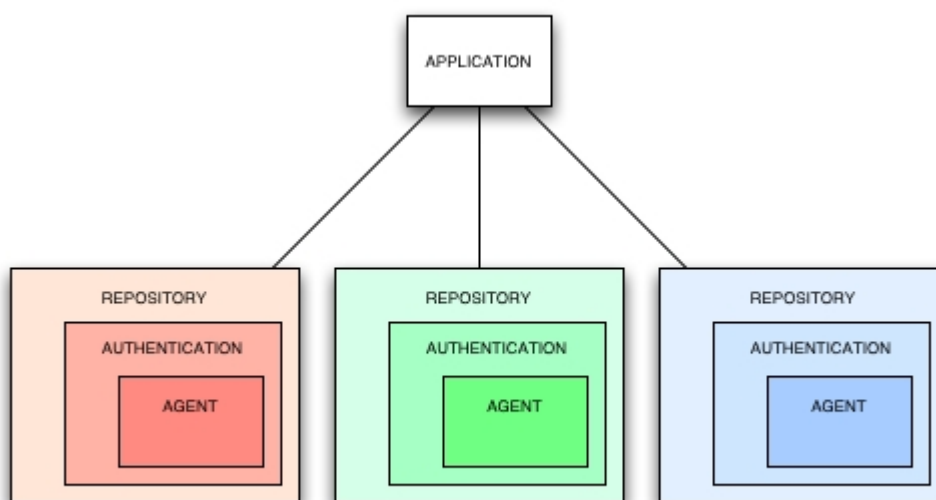 APPLICATION
REPOSITORY
AUTHENTICATION
AGENT
REPOSITORY
AUTHENTICATION
AGENT
REPOSITORY
AUTHENTICATION
AGENT